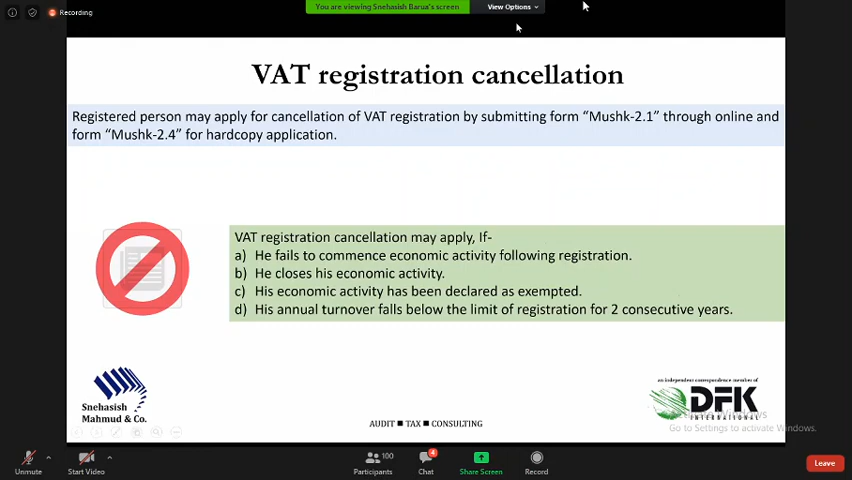 Recording
You are viewing Snehasish Barua's screen
View Options
VAT registration cancellation
Registered person may apply for cancellation of VAT registration by submitting form “Mushk-2.1” through online and
form “Mushk-2.4” for hardcopy application.
VAT registration cancellation may apply, If-
a) He fails to commence economic activity following registration.
b) He closes his economic activity.
c) His economic activity has been declared as exempted.
d) His annual turnover falls below the limit of registration for 2 consecutive years.
Snehasish
Mahmud & Co.
an independent correspondence member of
DFK
INTERNATIONAL
Activate Windows
Go to Settings to activate Windows.
AUDIT ■ TAX ■ CONSULTING
Unmute
Start Video
100
Participants
4
Chat
Share Screen
Record
Leave